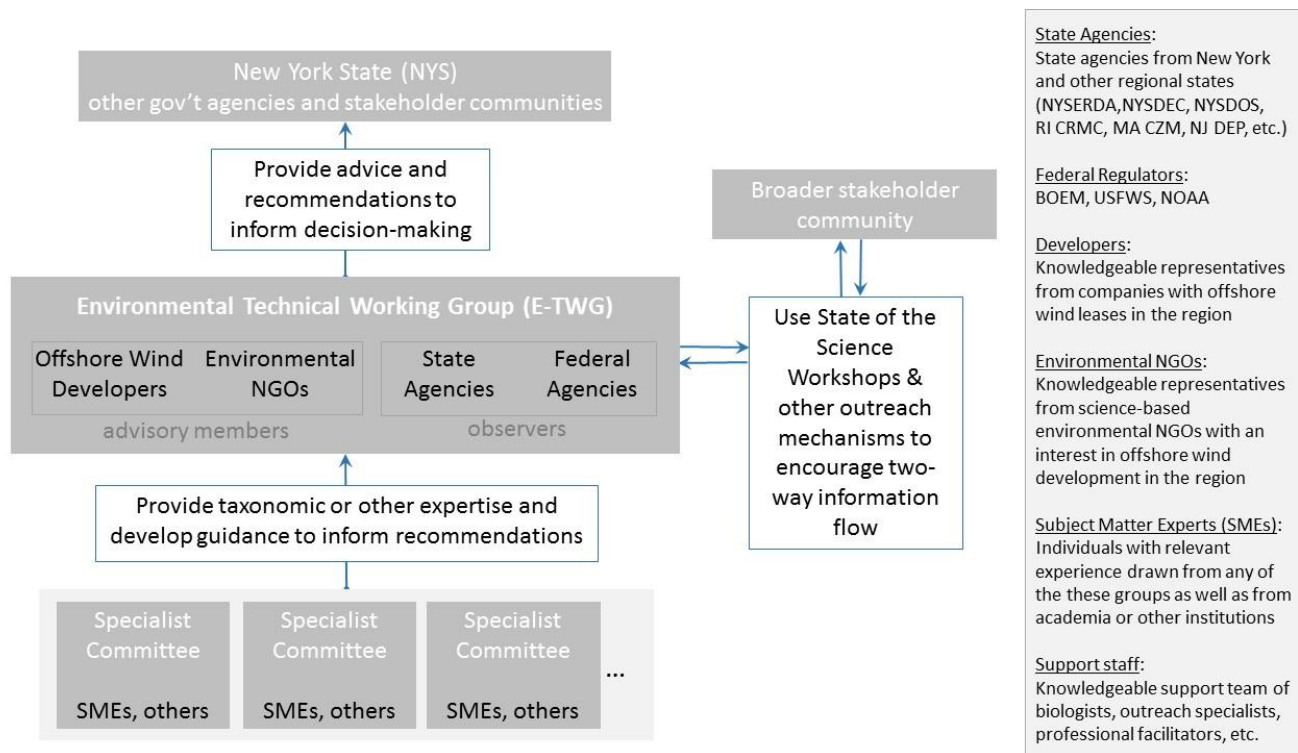 New York State (NYS)
other gov't agencies and stakeholder communities
Provide advice and
recommendations to
inform decision-making
Environmental Technical Working Group (E-TWG)
Offshore Wind
Developers
Environmental
NGOs
advisory members
State
Agencies
Federal
Agencies
observers
Provide taxonomic or other expertise and
develop guidance to inform recommendations
Specialist
Committee
SMEs, others
Specialist
Committee
SMEs, others
Specialist
Committee
SMEs, others
...
Broader stakeholder
community
Use State of the
Science
Workshops &
other outreach
mechanisms to
encourage two-
way information
flow
State Agencies:
State agencies from New York
and other regional states
(NYSERDA,NYSDEC, NYSDOS,
RI CRMC, MA CZM, NJ DEP, etc.)
Federal Regulators:
BOEM, USFWS, NOAA
Developers:
Knowledgeable representatives
from companies with offshore
wind leases in the region
Environmental NGOs:
Knowledgeable representatives
from science-based
environmental NGOs with an
interest in offshore wind
development in the region
Subject Matter Experts (SMEs):
Individuals with relevant
experience drawn from any of
the these groups as well as from
academia or other institutions
Support staff:
Knowledgeable support team of
biologists, outreach specialists,
professional facilitators, etc.